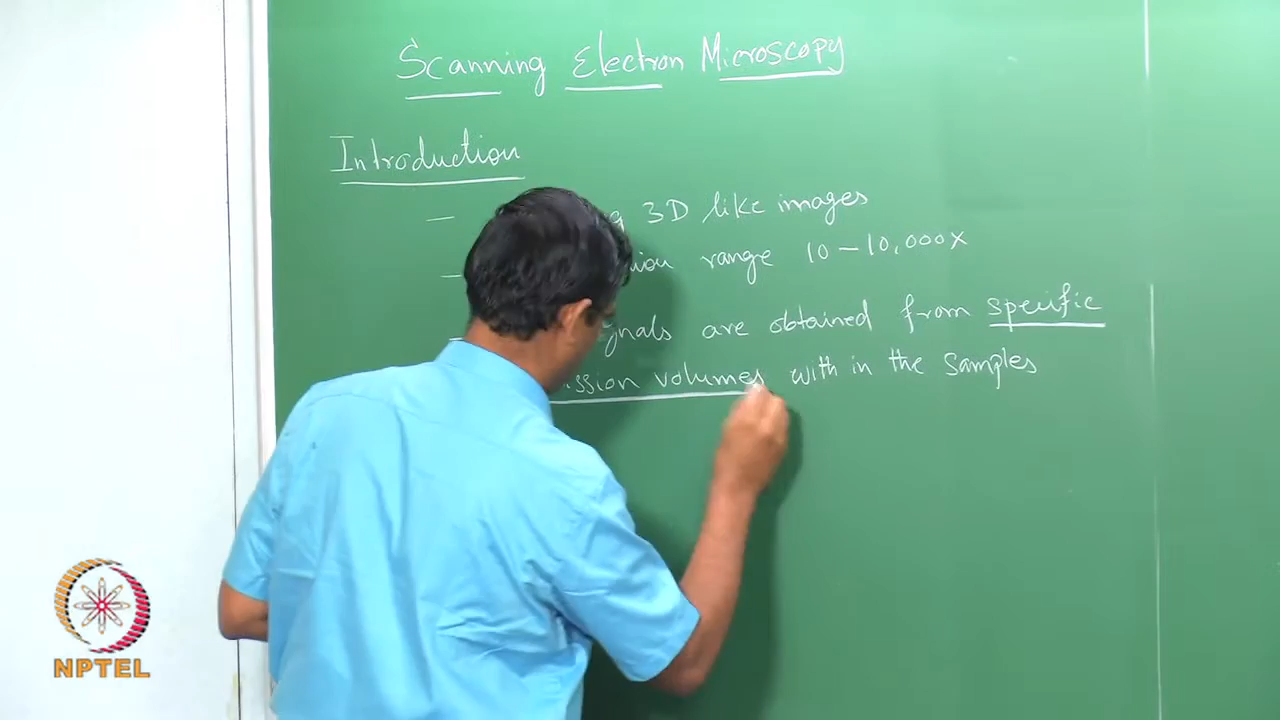 Scanning Electron Microscopy
Introduction
— 3D like images
— range 10 – 10,000x
are obtained from specific
volumes with in the samples
NPTEL